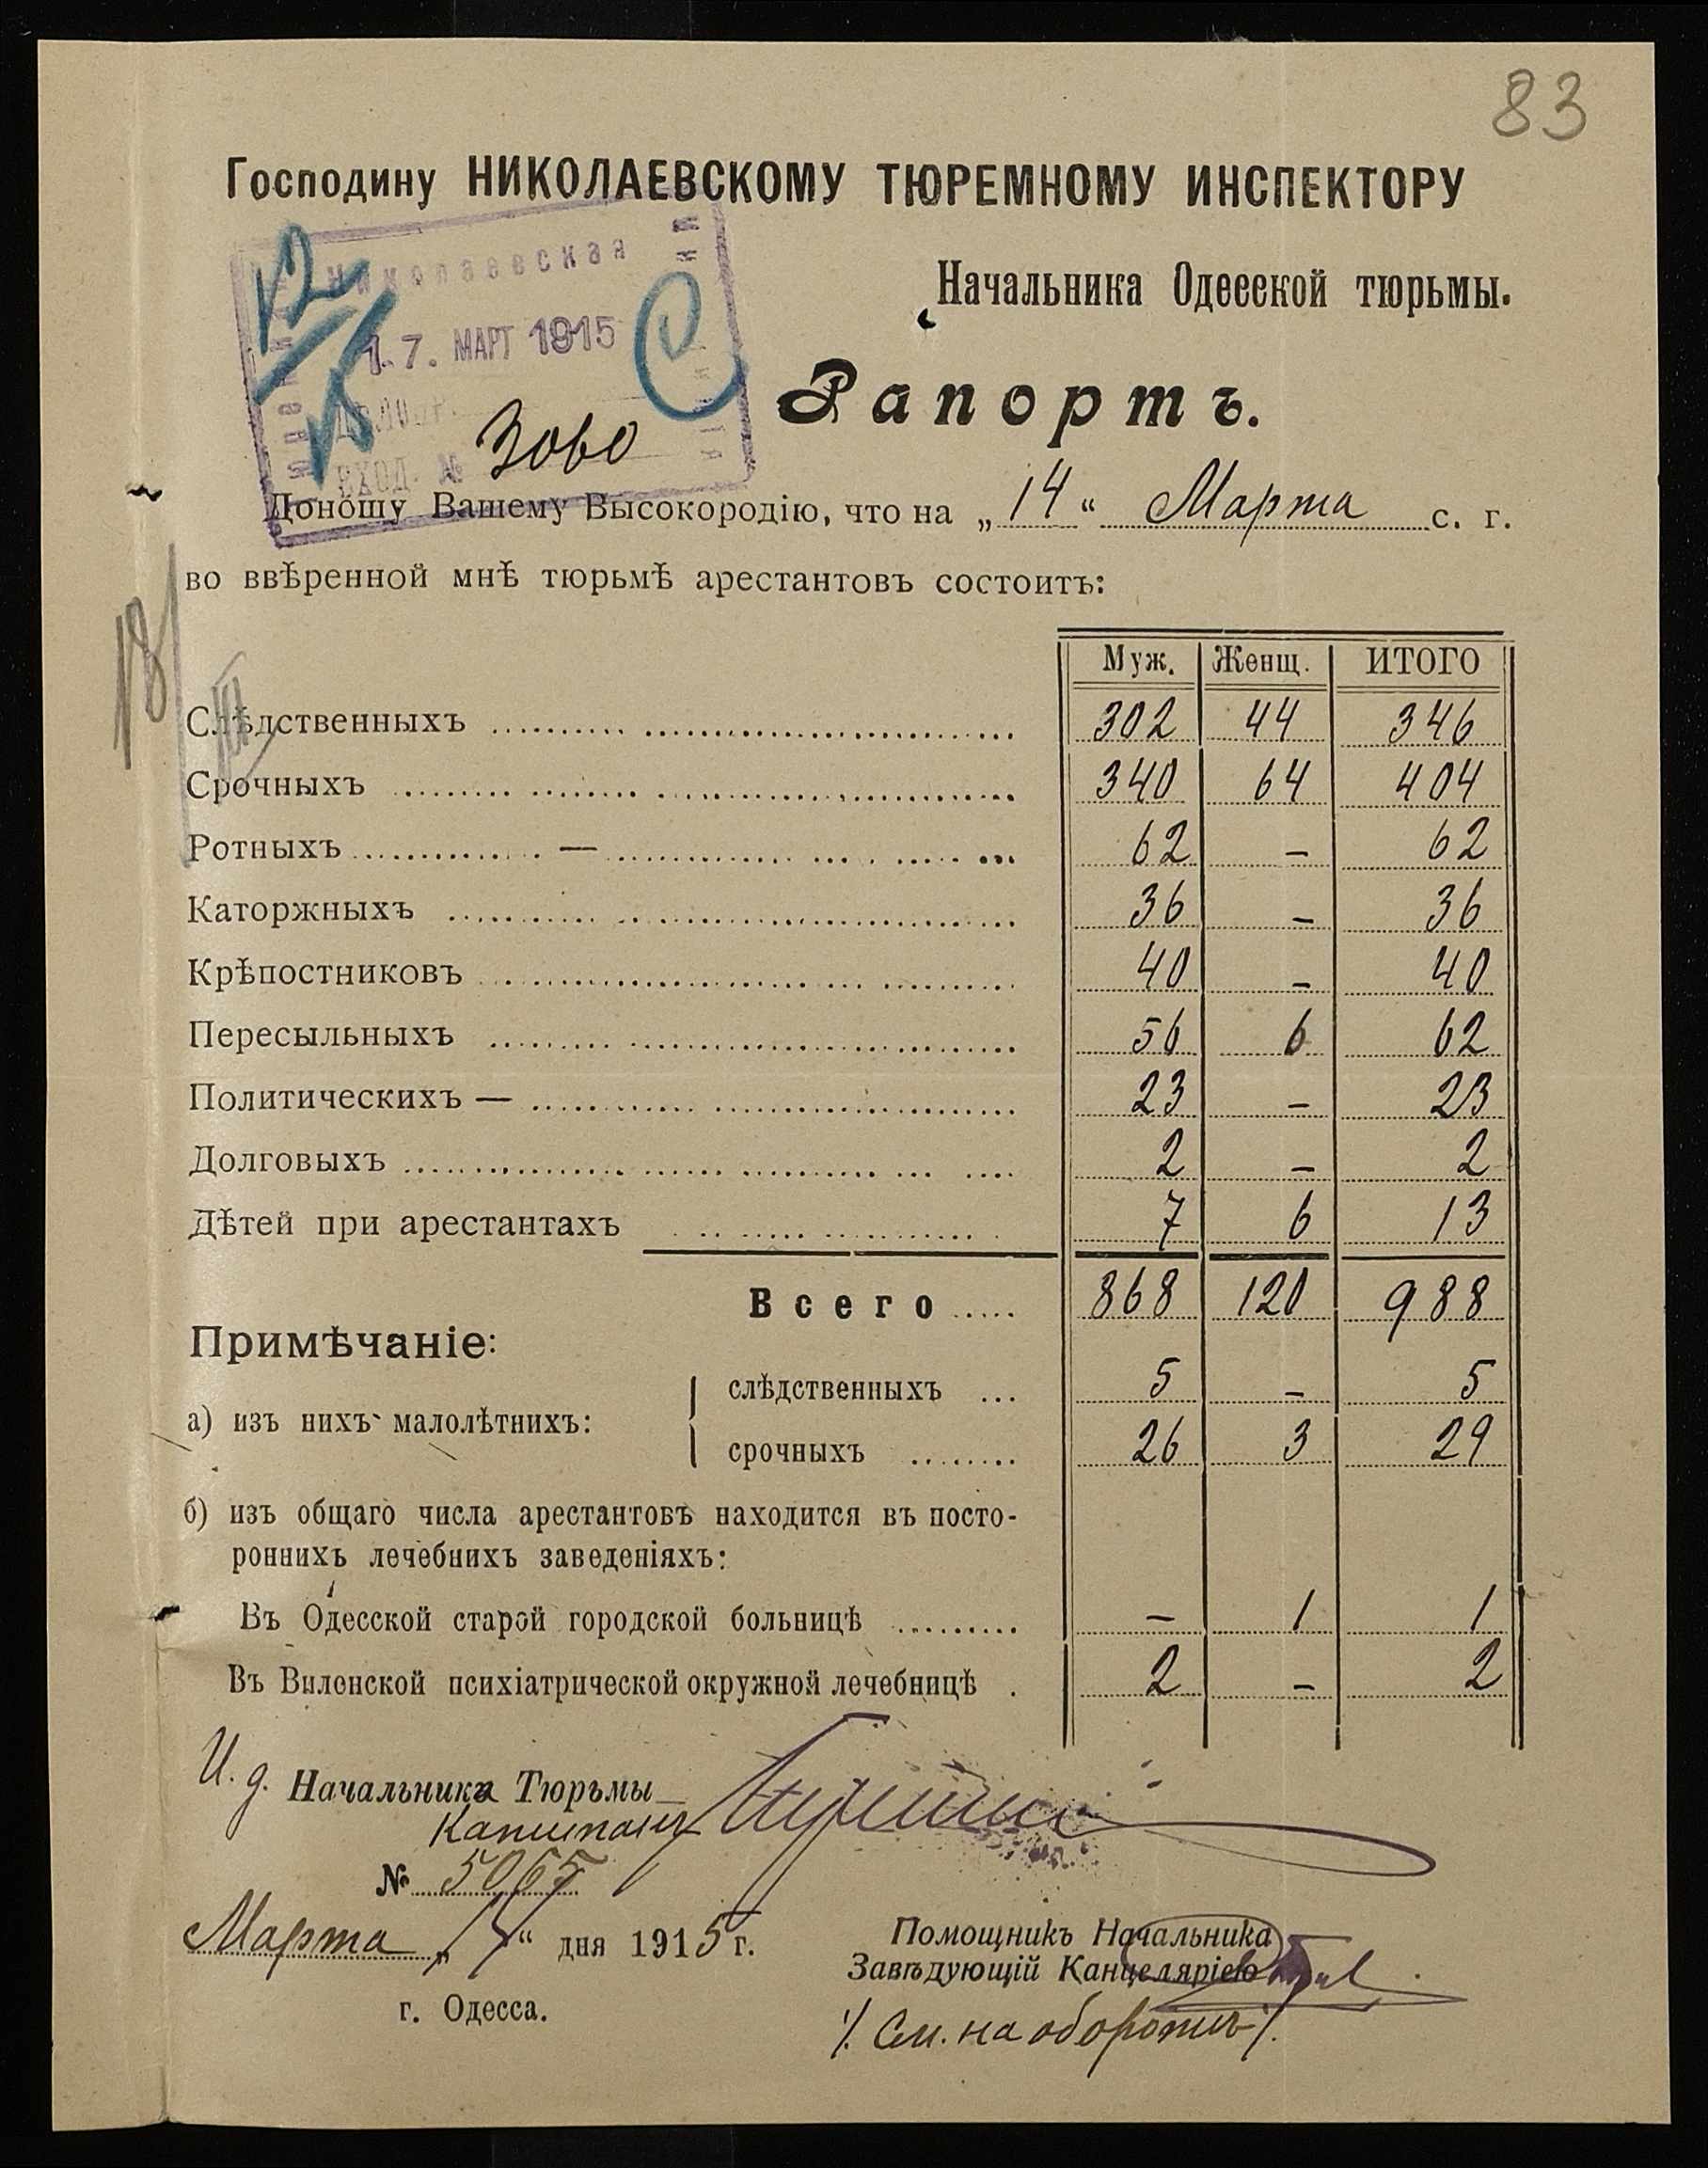 83
Господину НИКОЛАЕВСКОМУ ТЮРЕМНОМУ ИНСПЕКТОРУ
Николаевская
17. МАРТ 1915
ВХОД. № 3060
Начальника Одесской тюрьмы.
Рапортъ.
Доношу Вашему Высокородію, что на „14“ Марта с. г.
во ввѣренной мнѣ тюрьмѣ арестантовъ состоитъ:
Муж. Женщ. ИТОГО
Слѣдственныхъ 302 44 346
Срочныхъ 340 64 404
Ротныхъ — 62 – 62
Каторжныхъ 36 – 36
Крѣпостниковъ 40 – 40
Пересыльныхъ 56 6 62
Политическихъ — 23 – 23
Долговыхъ 2 – 2
Дѣтей при арестантахъ 7 6 13
Всего 868 120 988
Примѣчаніе:
а) изъ нихъ малолѣтнихъ:
слѣдственныхъ 5 – 5
срочныхъ 26 3 29
б) изъ общаго числа арестантовъ находится въ посто-
роннихъ лечебнихъ заведеніяхъ:
Въ Одесской старой городской больницѣ – 1 1
Въ Виленской психіатрической окружной лечебницѣ 2 – 2
И. д. Начальника Тюрьмы
Капитанъ
№ 5065
Марта „14“ дня 1915 г.
г. Одесса.
Помощникъ Начальника
Завѣдующій Канцеляріею
/. См. на оборотѣ /.